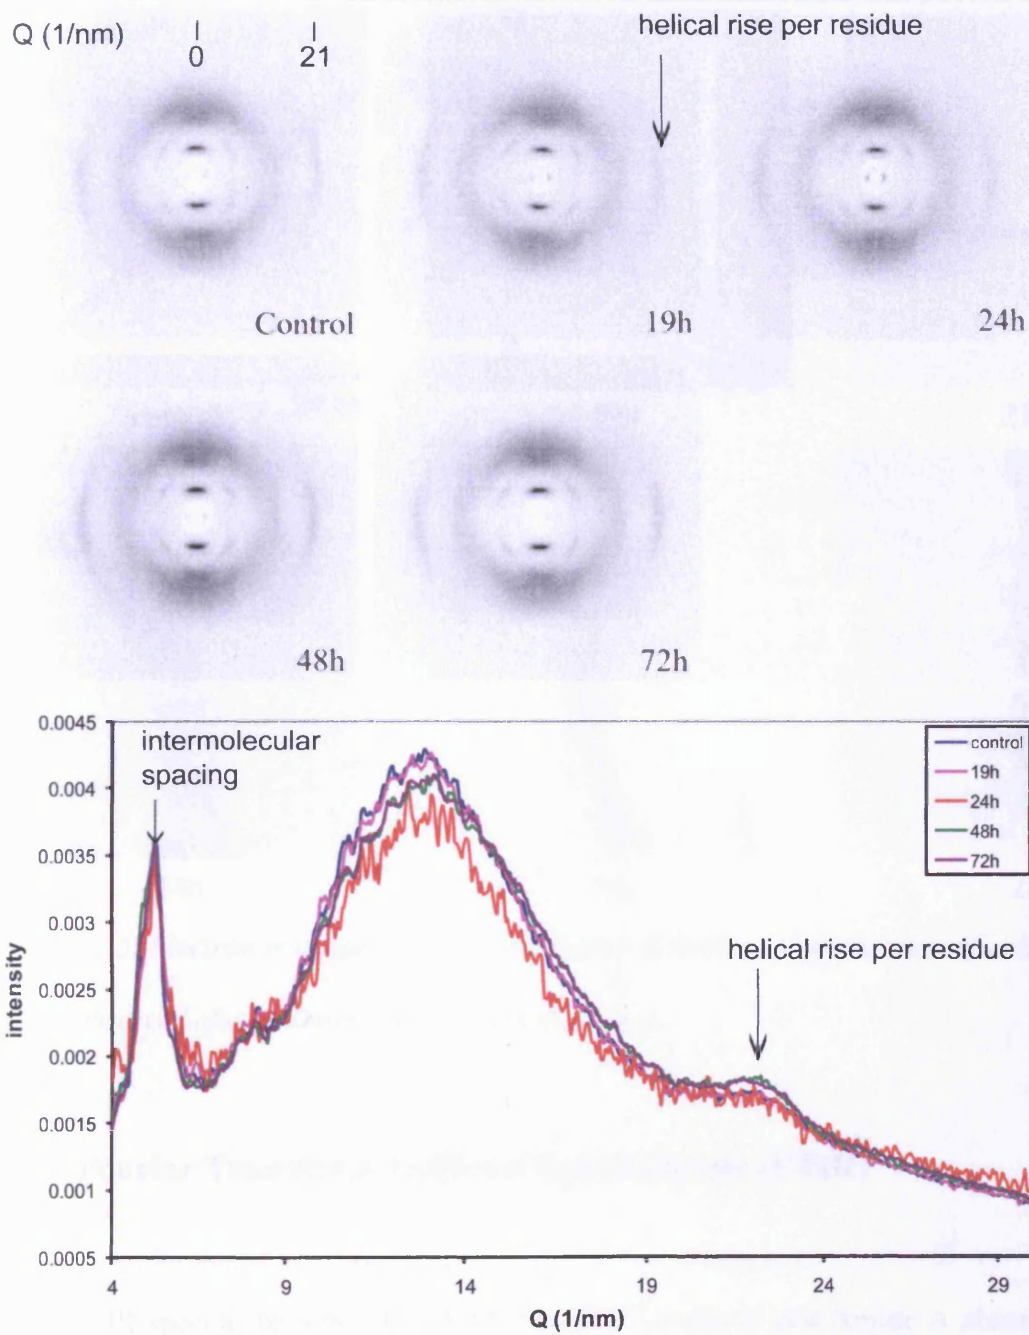 Q (1/nm)
0
21
helical rise per residue
Control
19h
24h
48h
72h
intermolecular
spacing
helical rise per residue
control
19h
24h
48h
72h
intensity
0.0045
0.004
0.0035
0.003
0.0025
0.002
0.0015
0.001
0.0005
4
9
14
19
24
29
Q (1/nm)